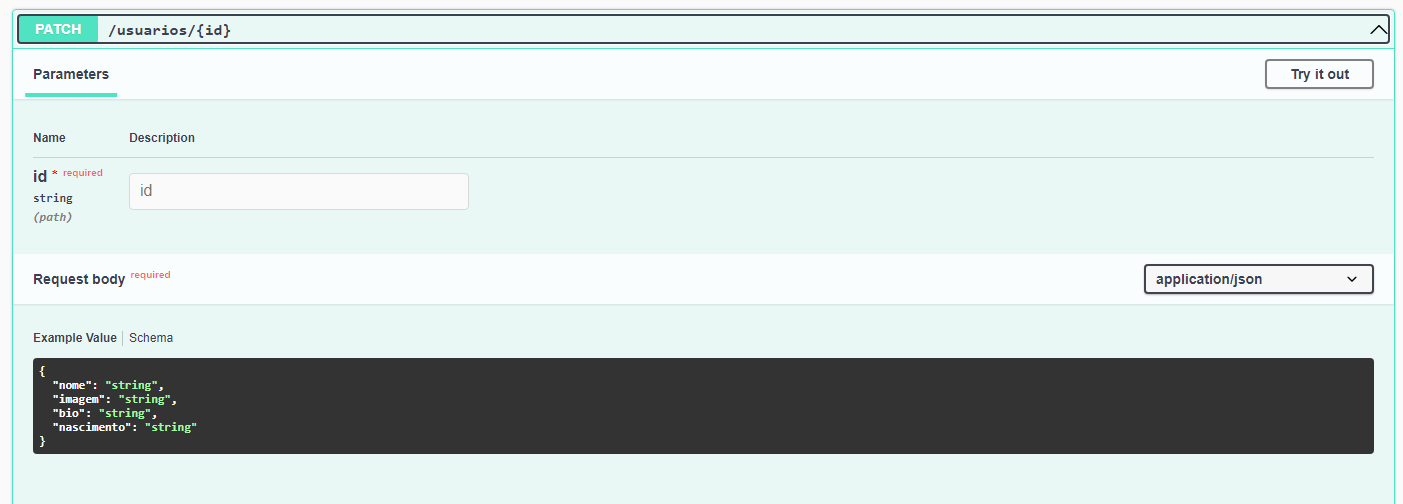 PATCH /usuarios/{id}
Parameters
Try it out
Name Description
id * required
string
(path)
id
Request body required
application/json
Example Value Schema
{
  "nome": "string",
  "imagem": "string",
  "bio": "string",
  "nascimento": "string"
}